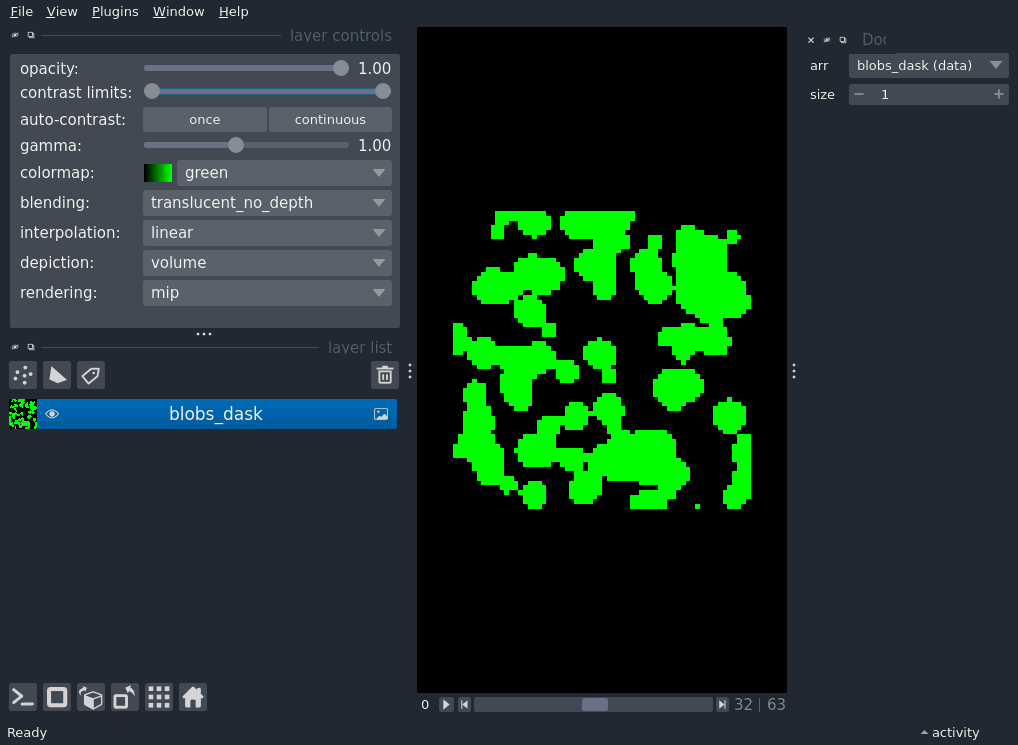 File View Plugins Window Help
layer controls
opacity: 1.00
contrast limits:
auto-contrast: once continuous
gamma: 1.00
colormap: green
blending: translucent_no_depth
interpolation: linear
depiction: volume
rendering: mip
layer list
blobs_dask
arr blobs_dask (data)
size 1
0 32 | 63
Ready
activity